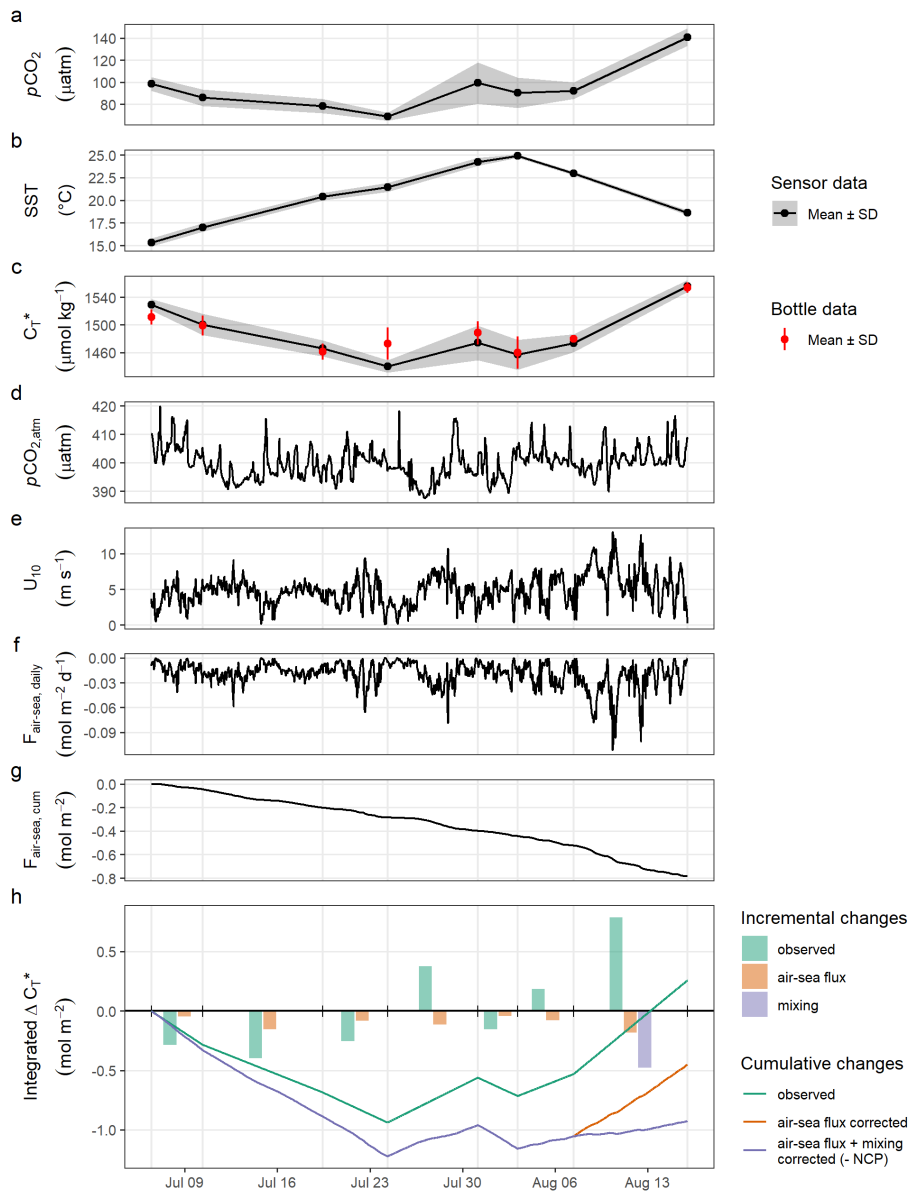 a
pCO₂
(µatm)
140
120
100
80
b
SST
(°C)
25.0
22.5
20.0
17.5
15.0
Sensor data
Mean ± SD
c
C_T*
(µmol kg⁻¹)
1540
1500
1460
Bottle data
Mean ± SD
d
pCO₂,atm
(µatm)
420
410
400
390
e
U₁₀
(m s⁻¹)
10
5
0
f
F_air-sea, daily
(mol m⁻² d⁻¹)
0.00
-0.03
-0.06
-0.09
g
F_air-sea, cum
(mol m⁻²)
0.0
-0.2
-0.4
-0.6
-0.8
h
Integrated Δ C_T*
(mol m⁻²)
0.5
0.0
-0.5
-1.0
Jul 09
Jul 16
Jul 23
Jul 30
Aug 06
Aug 13
Incremental changes
observed
air-sea flux
mixing
Cumulative changes
observed
air-sea flux corrected
air-sea flux + mixing
corrected (- NCP)